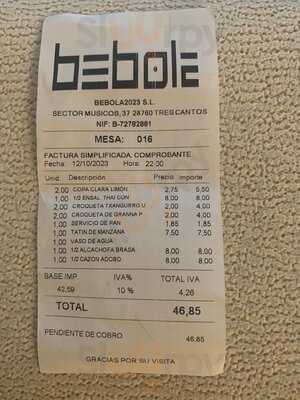 bebole
BEBOLA2023 S.L.
SECTOR MUSICOS, 37 28760 TRES CANTOS
NIF: B-72792861
MESA: 016
FACTURA SIMPLIFICADA: COMPROBANTE
Fecha: 12/10/2023 Hora: 22:00
Unid. Descripción Precio Importe
2,00 COPA CLARA LIMON 2,75 5,50
1,00 1/2 ENSAL. THAI CON 8,00 8,00
2,00 CROQUETA TXANGURRO U 2,00 4,00
2,00 CROQUETA DE GRANNA P 2,00 4,00
1,00 SERVICIO DE PAN 1,85 1,85
1,00 TATIN DE MANZANA 7,50 7,50
1,00 VASO DE AGUA
1,00 1/2 ALCACHOFA BRASA 8,00 8,00
1,00 1/2 CAZON ADOBO 8,00 8,00
BASE IMP. IVA% TOTAL IVA
42,59 10 % 4,26
TOTAL 46,85
PENDIENTE DE COBRO 46,85
GRACIAS POR SU VISITA